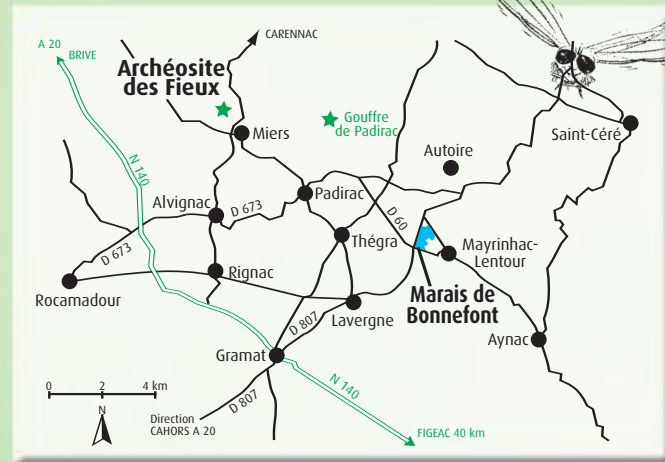 A 20
BRIVE
CARENNAC
Archéosite
des Fieux
Miers
Gouffre
de Padirac
Saint-Céré
Autoire
N 140
Padirac
Alvignac
D 673
D 60
Thégra
Mayrinhac-
Lentour
D 673
Rignac
Rocamadour
Marais de
Bonnefont
Lavergne
D 807
Aynac
Gramat
0 2 4 km
N
N 140
D 807
Direction
CAHORS A 20
FIGEAC 40 km